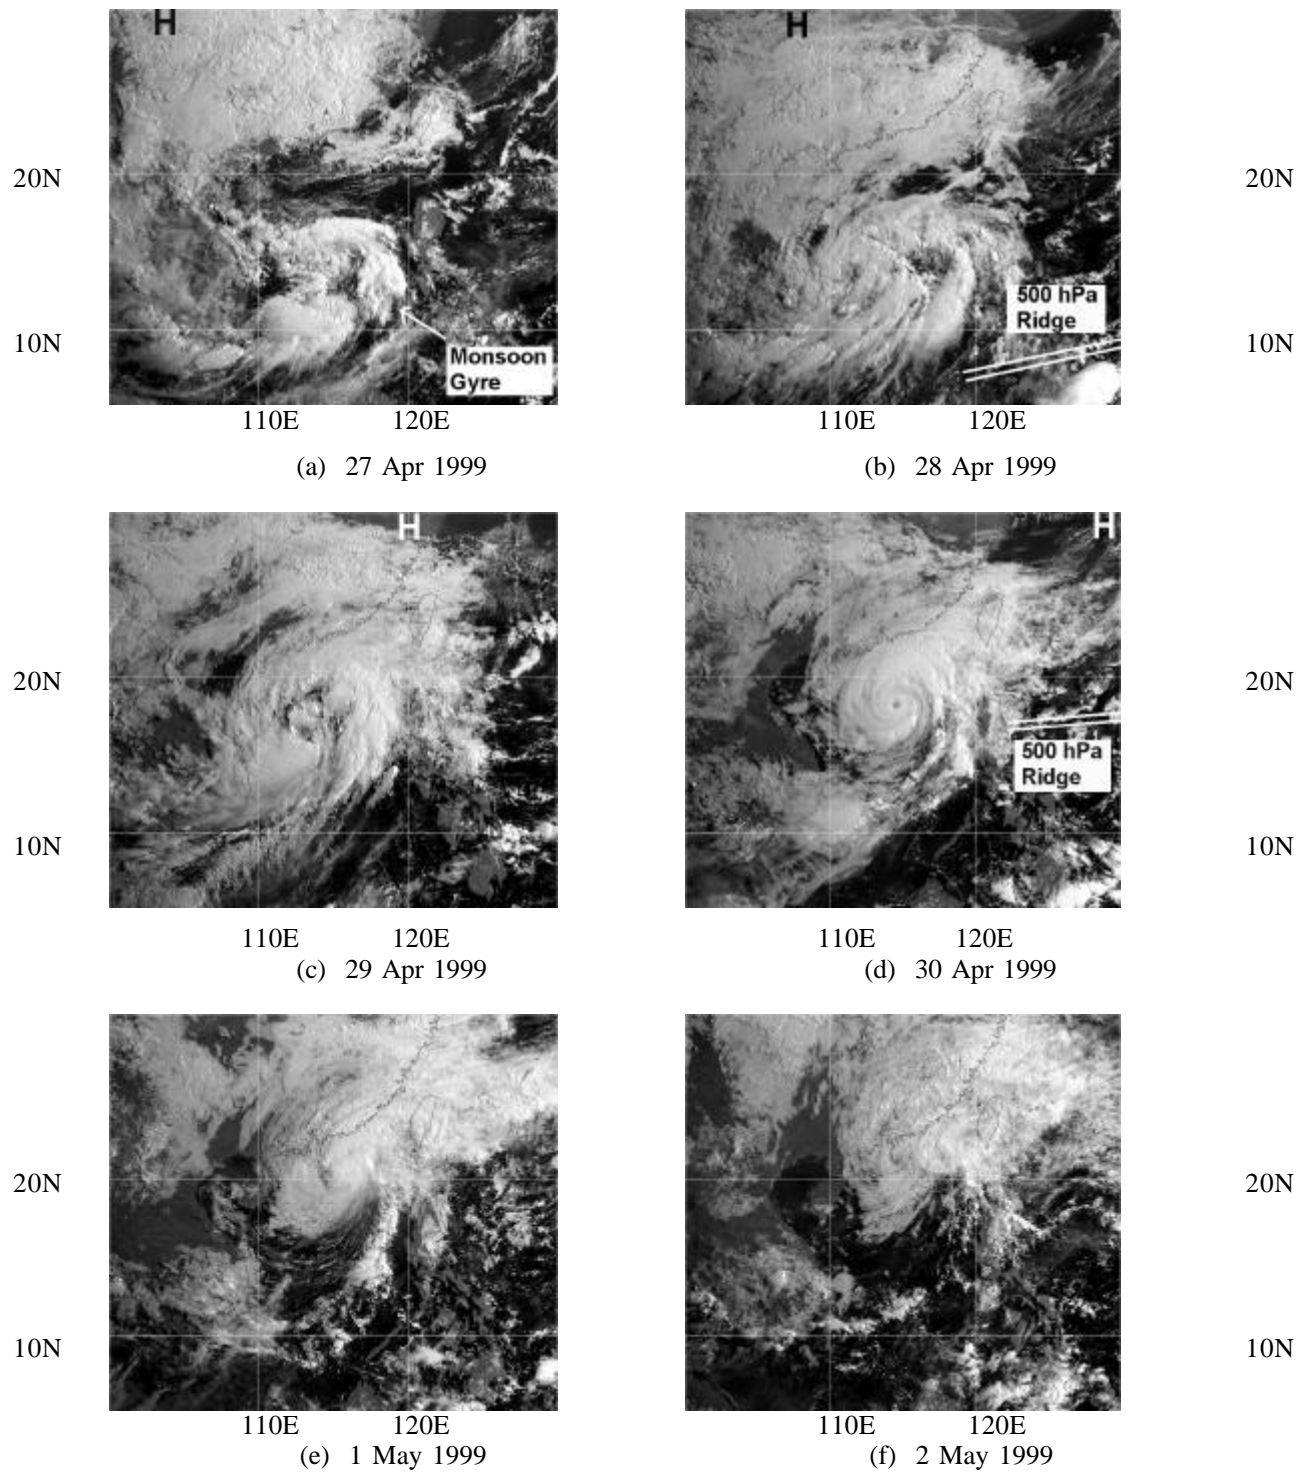 H H
20N 20N
500 hPa
Ridge
10N 10N
Monsoon
Gyre
110E 120E 110E 120E
(a) 27 Apr 1999 (b) 28 Apr 1999
H H
20N 20N
500 hPa
Ridge
10N 10N
110E 120E 110E 120E
(c) 29 Apr 1999 (d) 30 Apr 1999
20N 20N
10N 10N
110E 120E 110E 120E
(e) 1 May 1999 (f) 2 May 1999